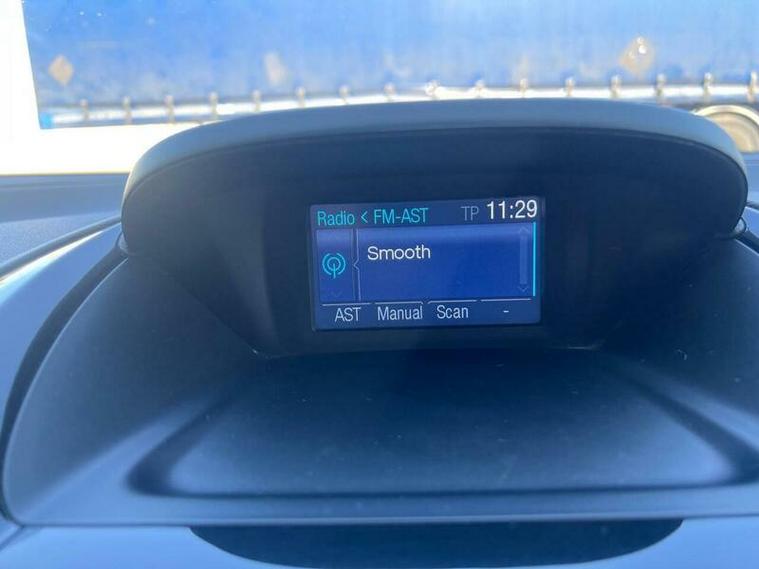 Radio < FM-AST TP 11:29
Smooth
AST Manual Scan -